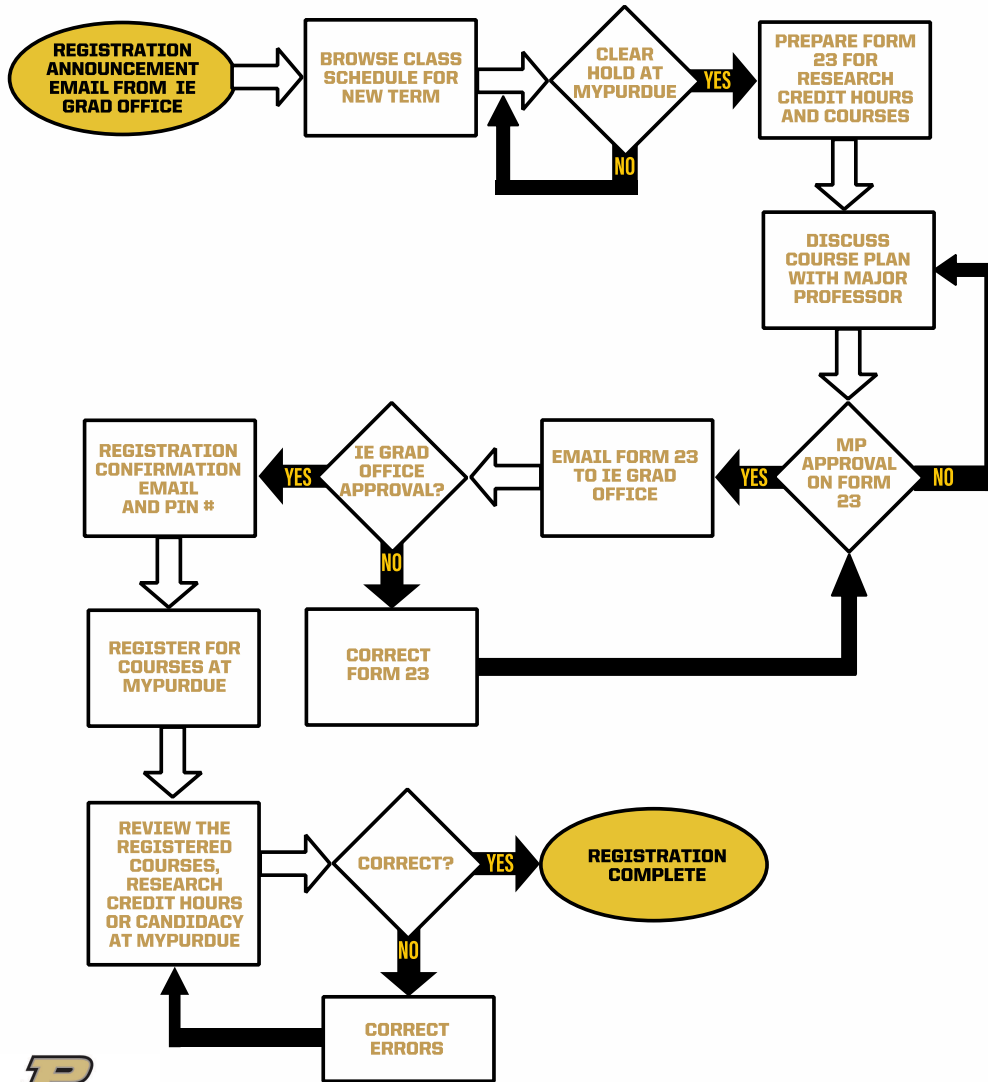 REGISTRATION
ANNOUNCEMENT
EMAIL FROM IE
GRAD OFFICE
BROWSE CLASS
SCHEDULE FOR
NEW TERM
CLEAR
HOLD AT
MYPURDUE
YES
NO
PREPARE FORM
23 FOR
RESEARCH
CREDIT HOURS
AND COURSES
DISCUSS
COURSE PLAN
WITH MAJOR
PROFESSOR
MP
APPROVAL
ON FORM
23
NO
YES
EMAIL FORM 23
TO IE GRAD
OFFICE
IE GRAD
OFFICE
APPROVAL?
YES
NO
REGISTRATION
CONFIRMATION
EMAIL
AND PIN #
CORRECT
FORM 23
REGISTER FOR
COURSES AT
MYPURDUE
REVIEW THE
REGISTERED
COURSES,
RESEARCH
CREDIT HOURS
OR CANDIDACY
AT MYPURDUE
CORRECT?
YES
NO
REGISTRATION
COMPLETE
CORRECT
ERRORS
P